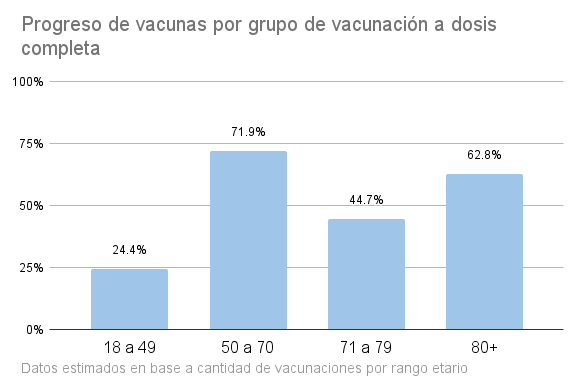 Progreso de vacunas por grupo de vacunación a dosis
completa
100%
75%
50%
25%
0%
24.4%
71.9%
44.7%
62.8%
18 a 49
50 a 70
71 a 79
80+
Datos estimados en base a cantidad de vacunaciones por rango etario